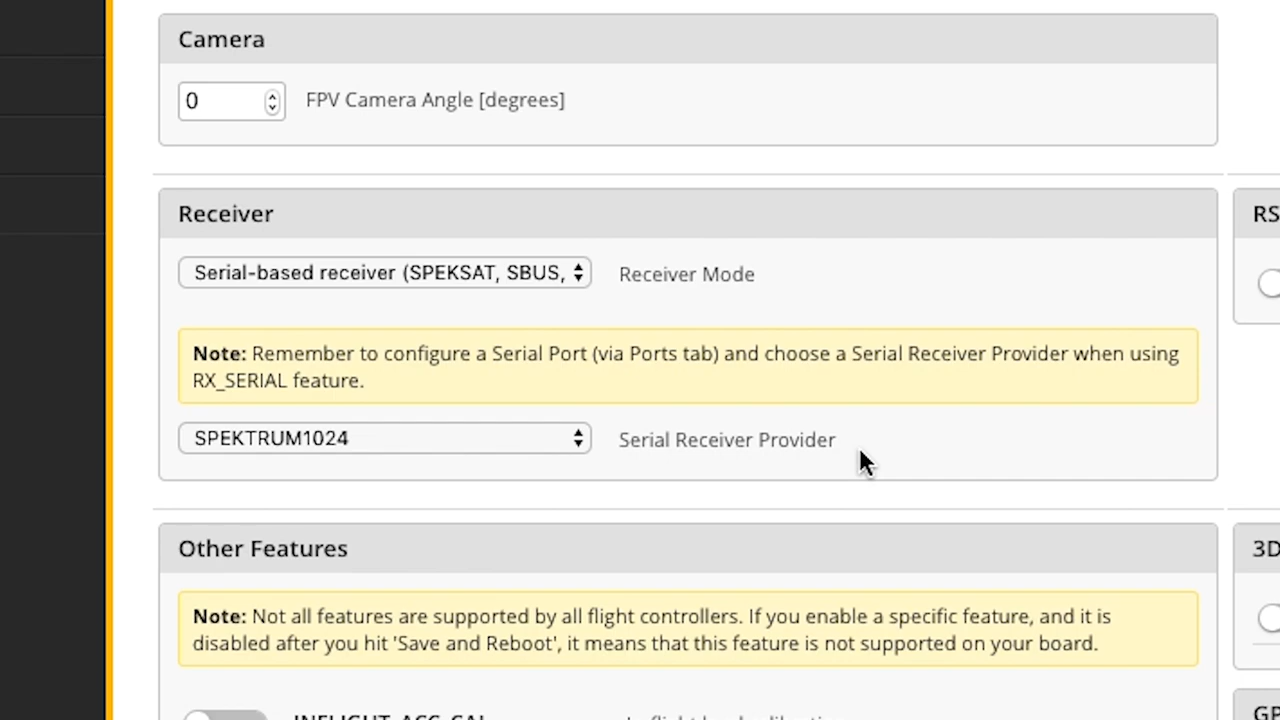 Camera
0
FPV Camera Angle [degrees]
Receiver
RS
Serial-based receiver (SPEKSAT, SBUS,
Receiver Mode
Note: Remember to configure a Serial Port (via Ports tab) and choose a Serial Receiver Provider when using
RX_SERIAL feature.
SPEKTRUM1024
Serial Receiver Provider
Other Features
3D
Note: Not all features are supported by all flight controllers. If you enable a specific feature, and it is
disabled after you hit 'Save and Reboot', it means that this feature is not supported on your board.
GP
INFLIGHT_ACC_CAL